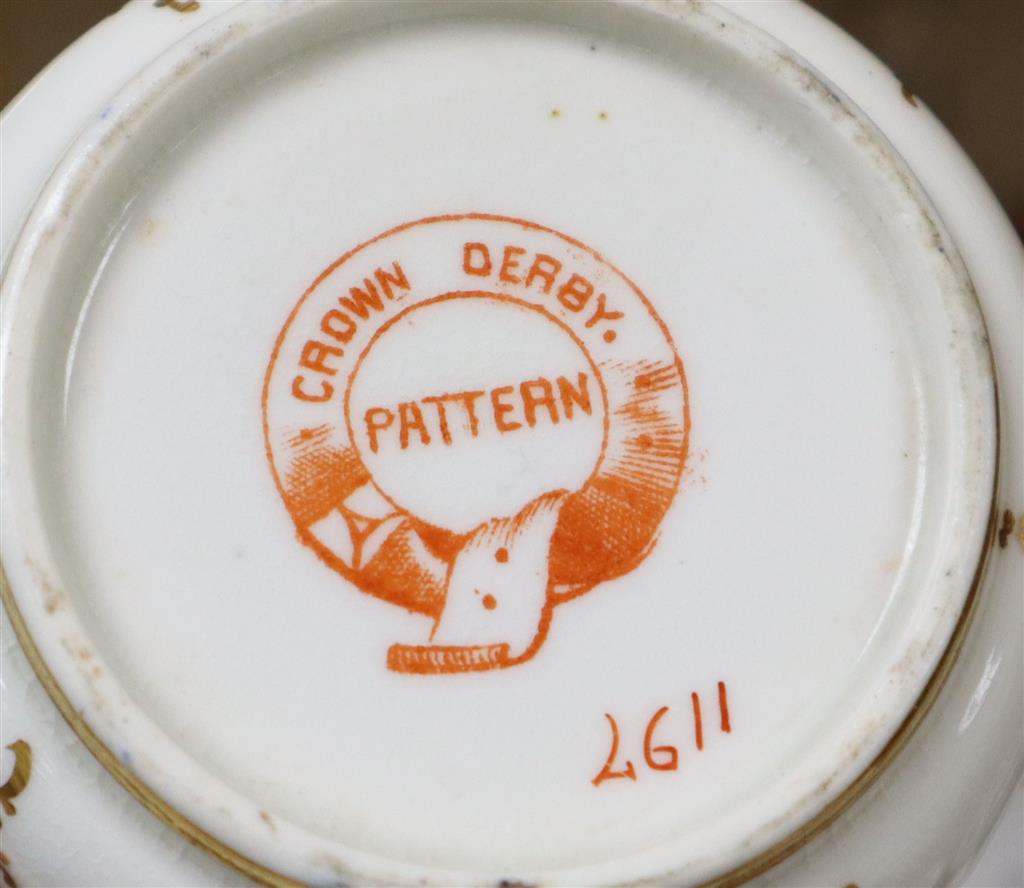 CROWN DERBY.
PATTERN
2611